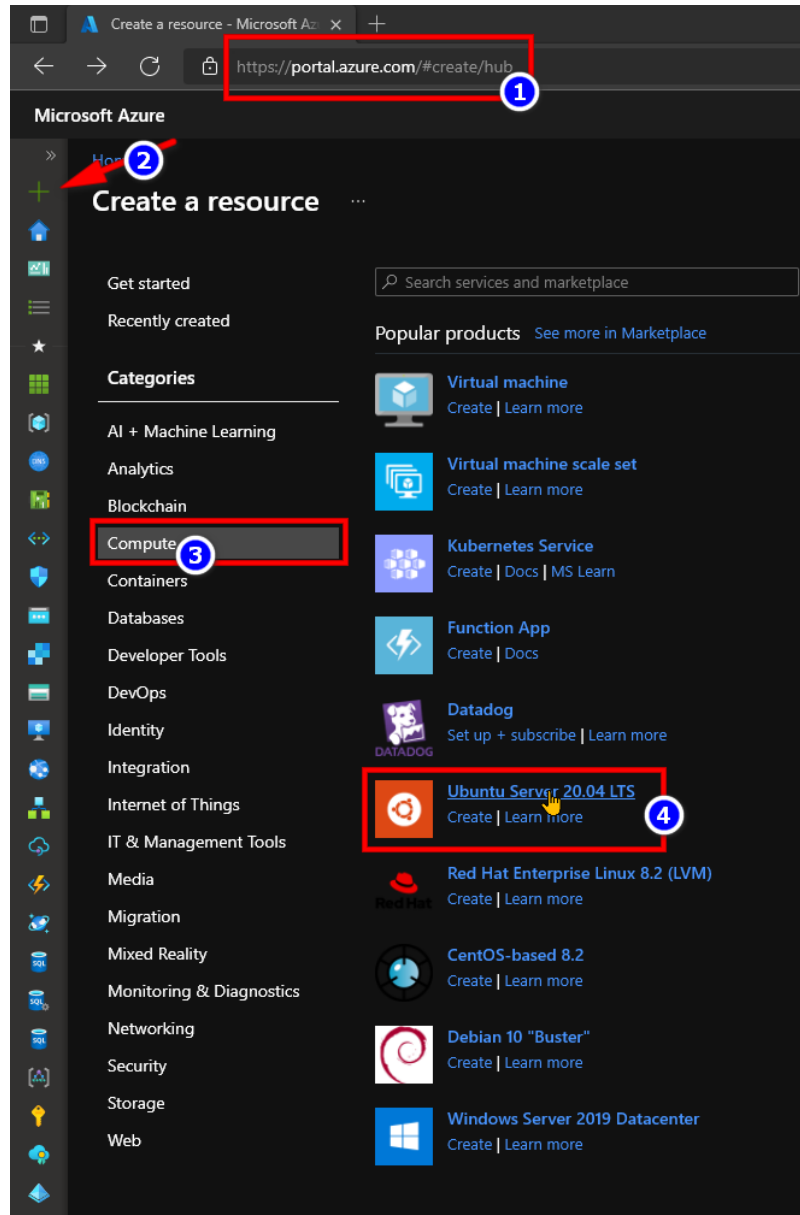 Create a resource - Microsoft Az
https://portal.azure.com/#create/hub
1
Microsoft Azure
2
Create a resource
Get started
Search services and marketplace
Recently created
Popular products See more in Marketplace
Categories
Virtual machine
Create | Learn more
AI + Machine Learning
Analytics
Virtual machine scale set
Create | Learn more
Blockchain
Compute
3
Kubernetes Service
Create | Docs | MS Learn
Containers
Databases
Function App
Create | Docs
Developer Tools
DevOps
Datadog
Set up + subscribe | Learn more
DATADOG
Identity
Integration
Ubuntu Server 20.04 LTS
Create | Learn more
4
Internet of Things
IT & Management Tools
Media
Red Hat Enterprise Linux 8.2 (LVM)
Create | Learn more
Red Hat
Migration
Mixed Reality
CentOS-based 8.2
Create | Learn more
Monitoring & Diagnostics
Networking
Debian 10 "Buster"
Create | Learn more
Security
Storage
Windows Server 2019 Datacenter
Create | Learn more
Web
DNS
SQL
SQL
SQL